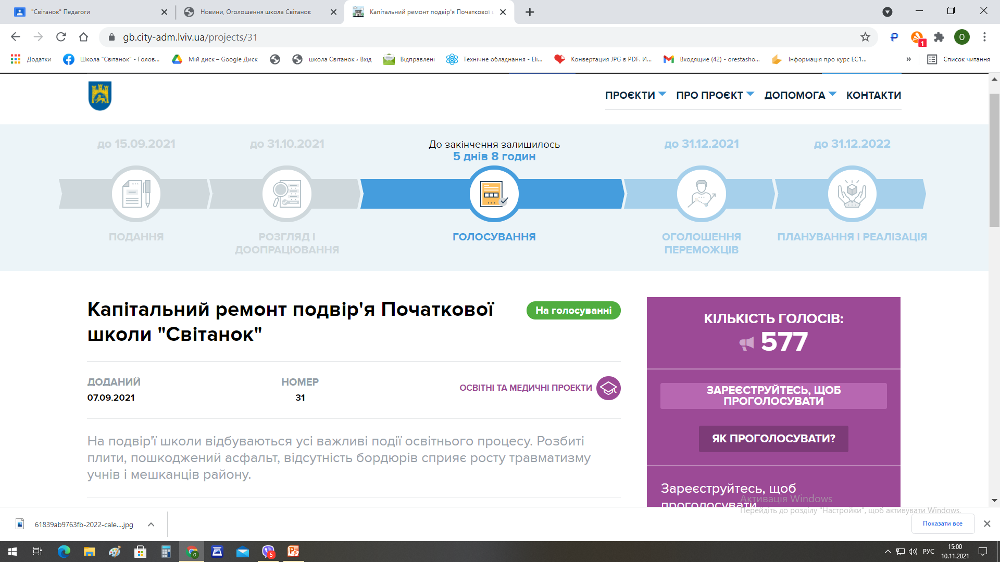 "Світанок" Педагоги
Новини, Оголошення школа Світанок
Капітальний ремонт подвір'я Початкової
gb.city-adm.lviv.ua/projects/31
1
O
Додатки
Школа "Світанок" - Голов...
Мій диск – Google Диск
школа Світанок › Вхід
Відправлені
Технічне обладнання - Eli...
Конвертация JPG в PDF. И...
Входящие (42) - orestasho...
Інформація про курс ЕС1...
»
Список читання
ПРОЄКТИ
ПРО ПРОЄКТ
ДОПОМОГА
КОНТАКТИ
до 15.09.2021
до 31.10.2021
До закінчення залишилось
5 днів 8 годин
до 31.12.2021
до 31.12.2022
ПОДАННЯ
РОЗГЛЯД І
ДООПРАЦЮВАННЯ
ГОЛОСУВАННЯ
ОГОЛОШЕННЯ
ПЕРЕМОЖЦІВ
ПЛАНУВАННЯ І РЕАЛІЗАЦІЯ
Капітальний ремонт подвір'я Початкової
школи "Світанок"
На голосуванні
КІЛЬКІСТЬ ГОЛОСІВ:
577
ДОДАНИЙ
07.09.2021
НОМЕР
31
ОСВІТНІ ТА МЕДИЧНІ ПРОЕКТИ
ЗАРЕЄСТРУЙТЕСЬ, ЩОБ
ПРОГОЛОСУВАТИ
ЯК ПРОГОЛОСУВАТИ?
На подвір'ї школи відбуваються усі важливі події освітнього процесу. Розбиті
плити, пошкоджений асфальт, відсутність бордюрів сприяє росту травматизму
учнів і мешканців району.
Зареєструйтесь, щоб
проголосувати
Активація Windows
Перейдіть до розділу "Настройки", щоб активувати Windows.
61839ab9763fb-2022-cale....jpg
Показати все
0
5
РУС
15:00
10.11.2021